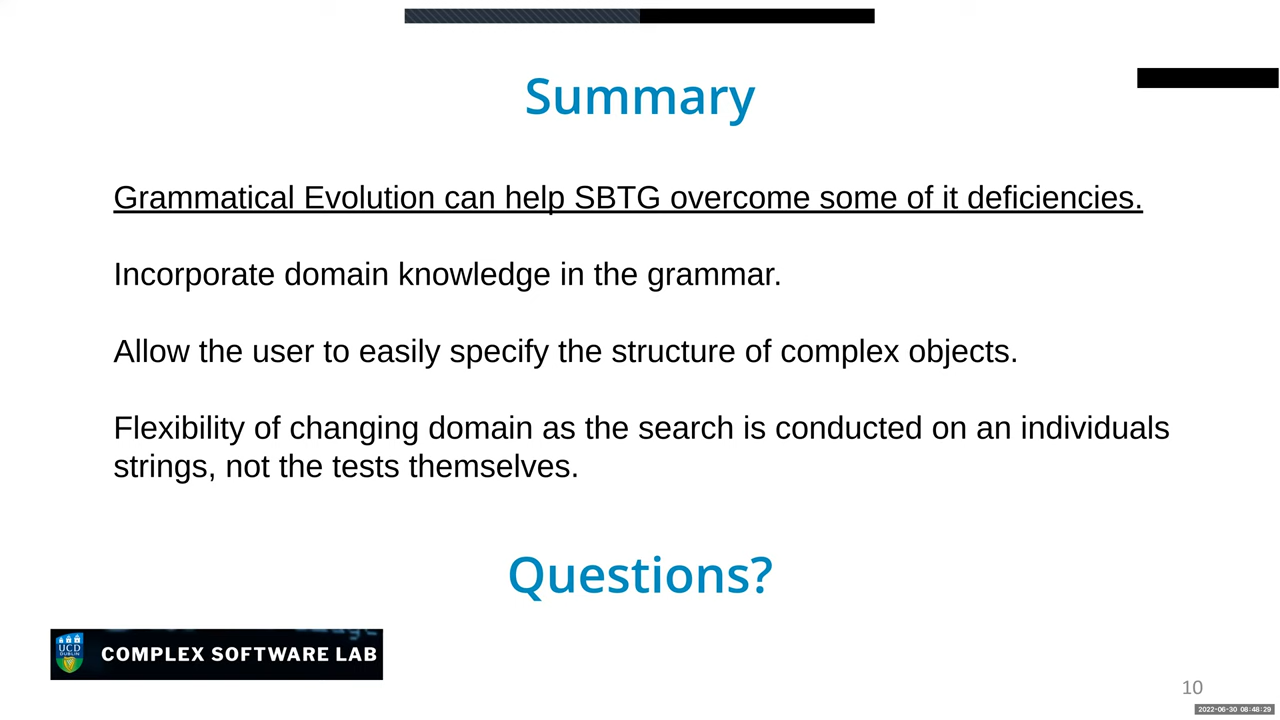 Summary
Grammatical Evolution can help SBTG overcome some of it deficiencies.
Incorporate domain knowledge in the grammar.
Allow the user to easily specify the structure of complex objects.
Flexibility of changing domain as the search is conducted on an individuals
strings, not the tests themselves.
Questions?
UCD
DUBLIN
COMPLEX SOFTWARE LAB
10
2022-06-30 08:48:29